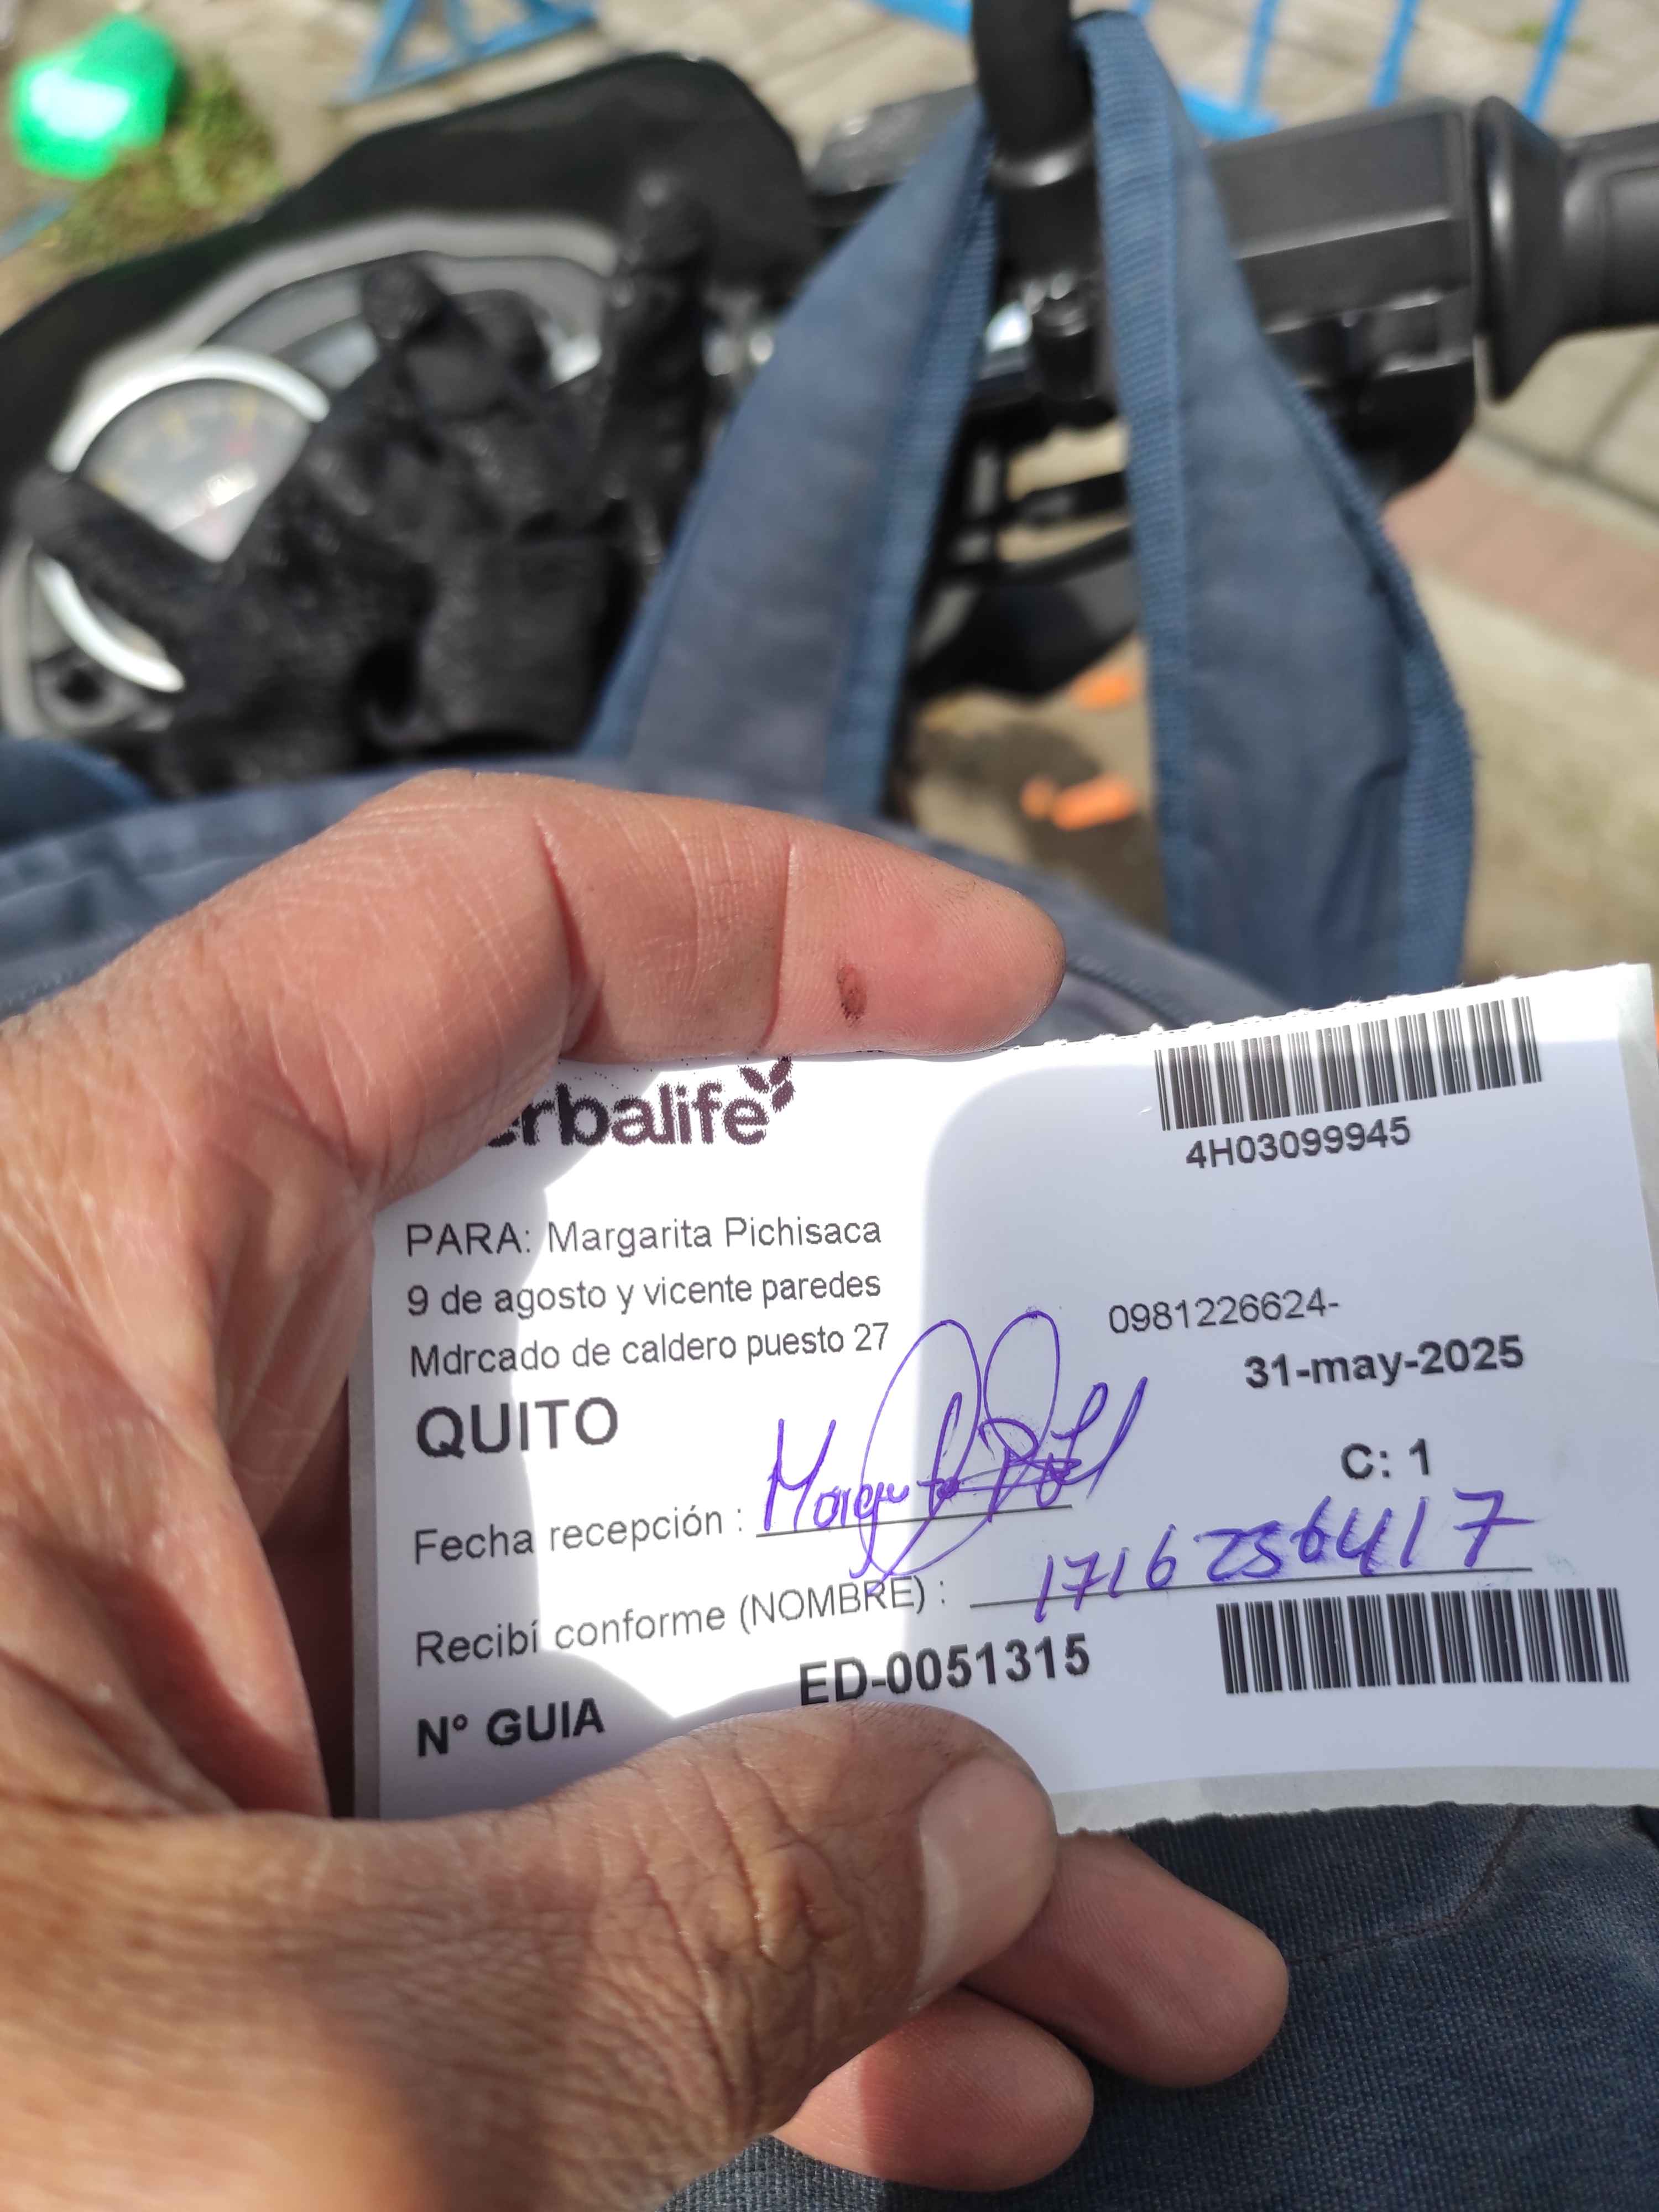 erbalife
4H03099945
PARA: Margarita Pichisaca
9 de agosto y vicente paredes
0981226624-
Mdrcado de caldero puesto 27
31-may-2025
QUITO
C: 1
Fecha recepción :
Recibí conforme (NOMBRE) : 1716256417
Nº GUIA ED-0051315